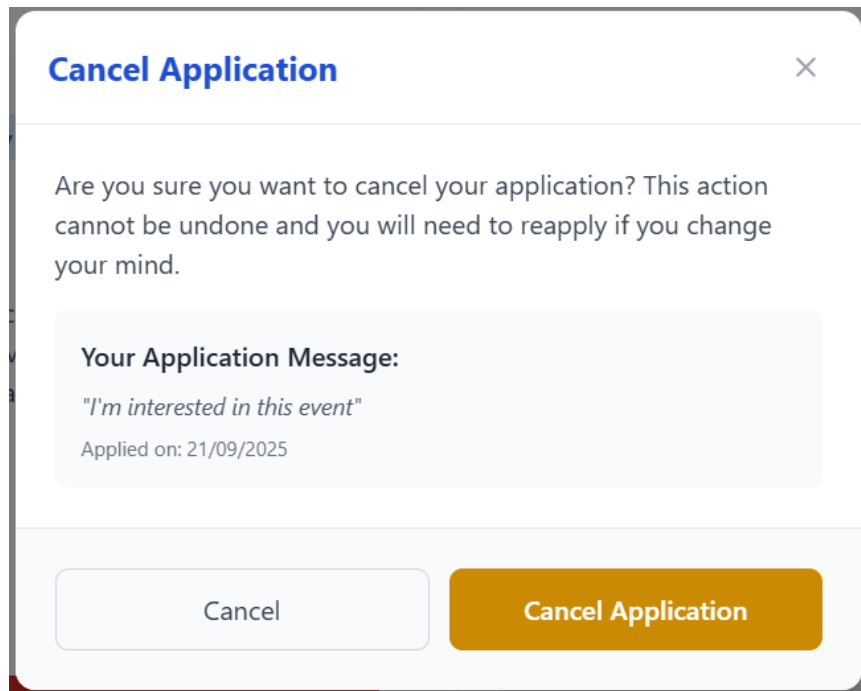 Cancel Application
Are you sure you want to cancel your application? This action
cannot be undone and you will need to reapply if you change
your mind.
Your Application Message:
"I'm interested in this event"
Applied on: 21/09/2025
Cancel
Cancel Application